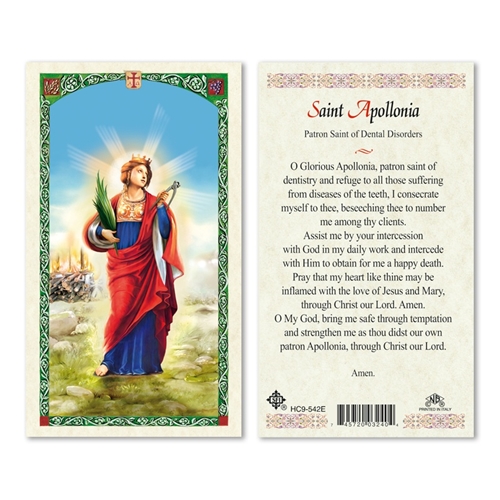 Saint Apollonia
Patron Saint of Dental Disorders
O Glorious Apollonia, patron saint of
dentistry and refuge to all those suffering
from diseases of the teeth, I consecrate
myself to thee, beseeching thee to number
me among thy clients.
Assist me by your intercession
with God in my daily work and intercede
with Him to obtain for me a happy death.
Pray that my heart like thine may be
inflamed with the love of Jesus and Mary,
through Christ our Lord. Amen.
O My God, bring me safe through temptation
and strengthen me as thou didst our own
patron Apollonia, through Christ our Lord.
Amen.
HC9-542E
PRINTED IN ITALY
7 45720 03240 4